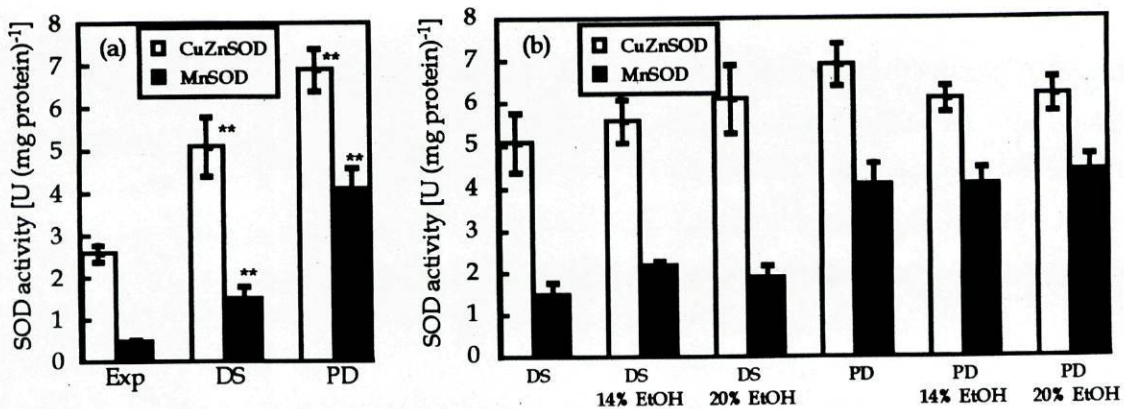 SOD activity [U (mg protein)-1]
8
7
6
5
4
3
2
1
0
(a)
CuZnSOD
MnSOD
**
**
**
**
Exp DS PD
SOD activity [U (mg protein)-1]
8
7
6
5
4
3
2
1
0
(b)
CuZnSOD
MnSOD
DS DS DS PD PD PD
14% EtOH 20% EtOH 14% EtOH 20% EtOH